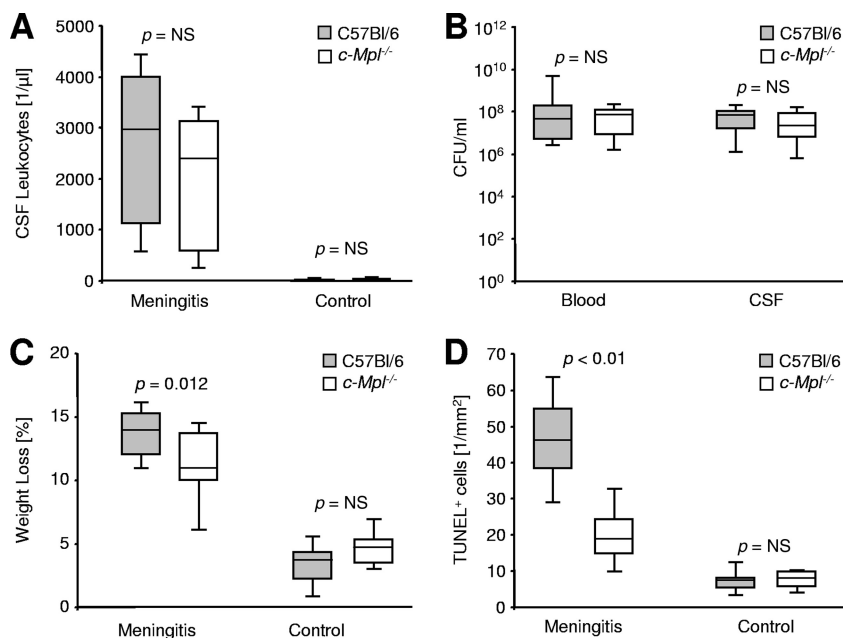 A
CSF Leukocytes [1/µl]
5000
4000
3000
2000
1000
0
p = NS
p = NS
C57Bl/6
c-Mpl-/-
Meningitis
Control
B
CFU/ml
10¹²
10¹⁰
10⁸
10⁶
10⁴
10²
10⁰
p = NS
p = NS
C57Bl/6
c-Mpl-/-
Blood
CSF
C
Weight Loss [%]
20
15
10
5
0
p = 0.012
p = NS
C57Bl/6
c-Mpl-/-
Meningitis
Control
D
TUNEL⁺ cells [1/mm²]
70
60
50
40
30
20
10
0
p < 0.01
p = NS
C57Bl/6
c-Mpl-/-
Meningitis
Control